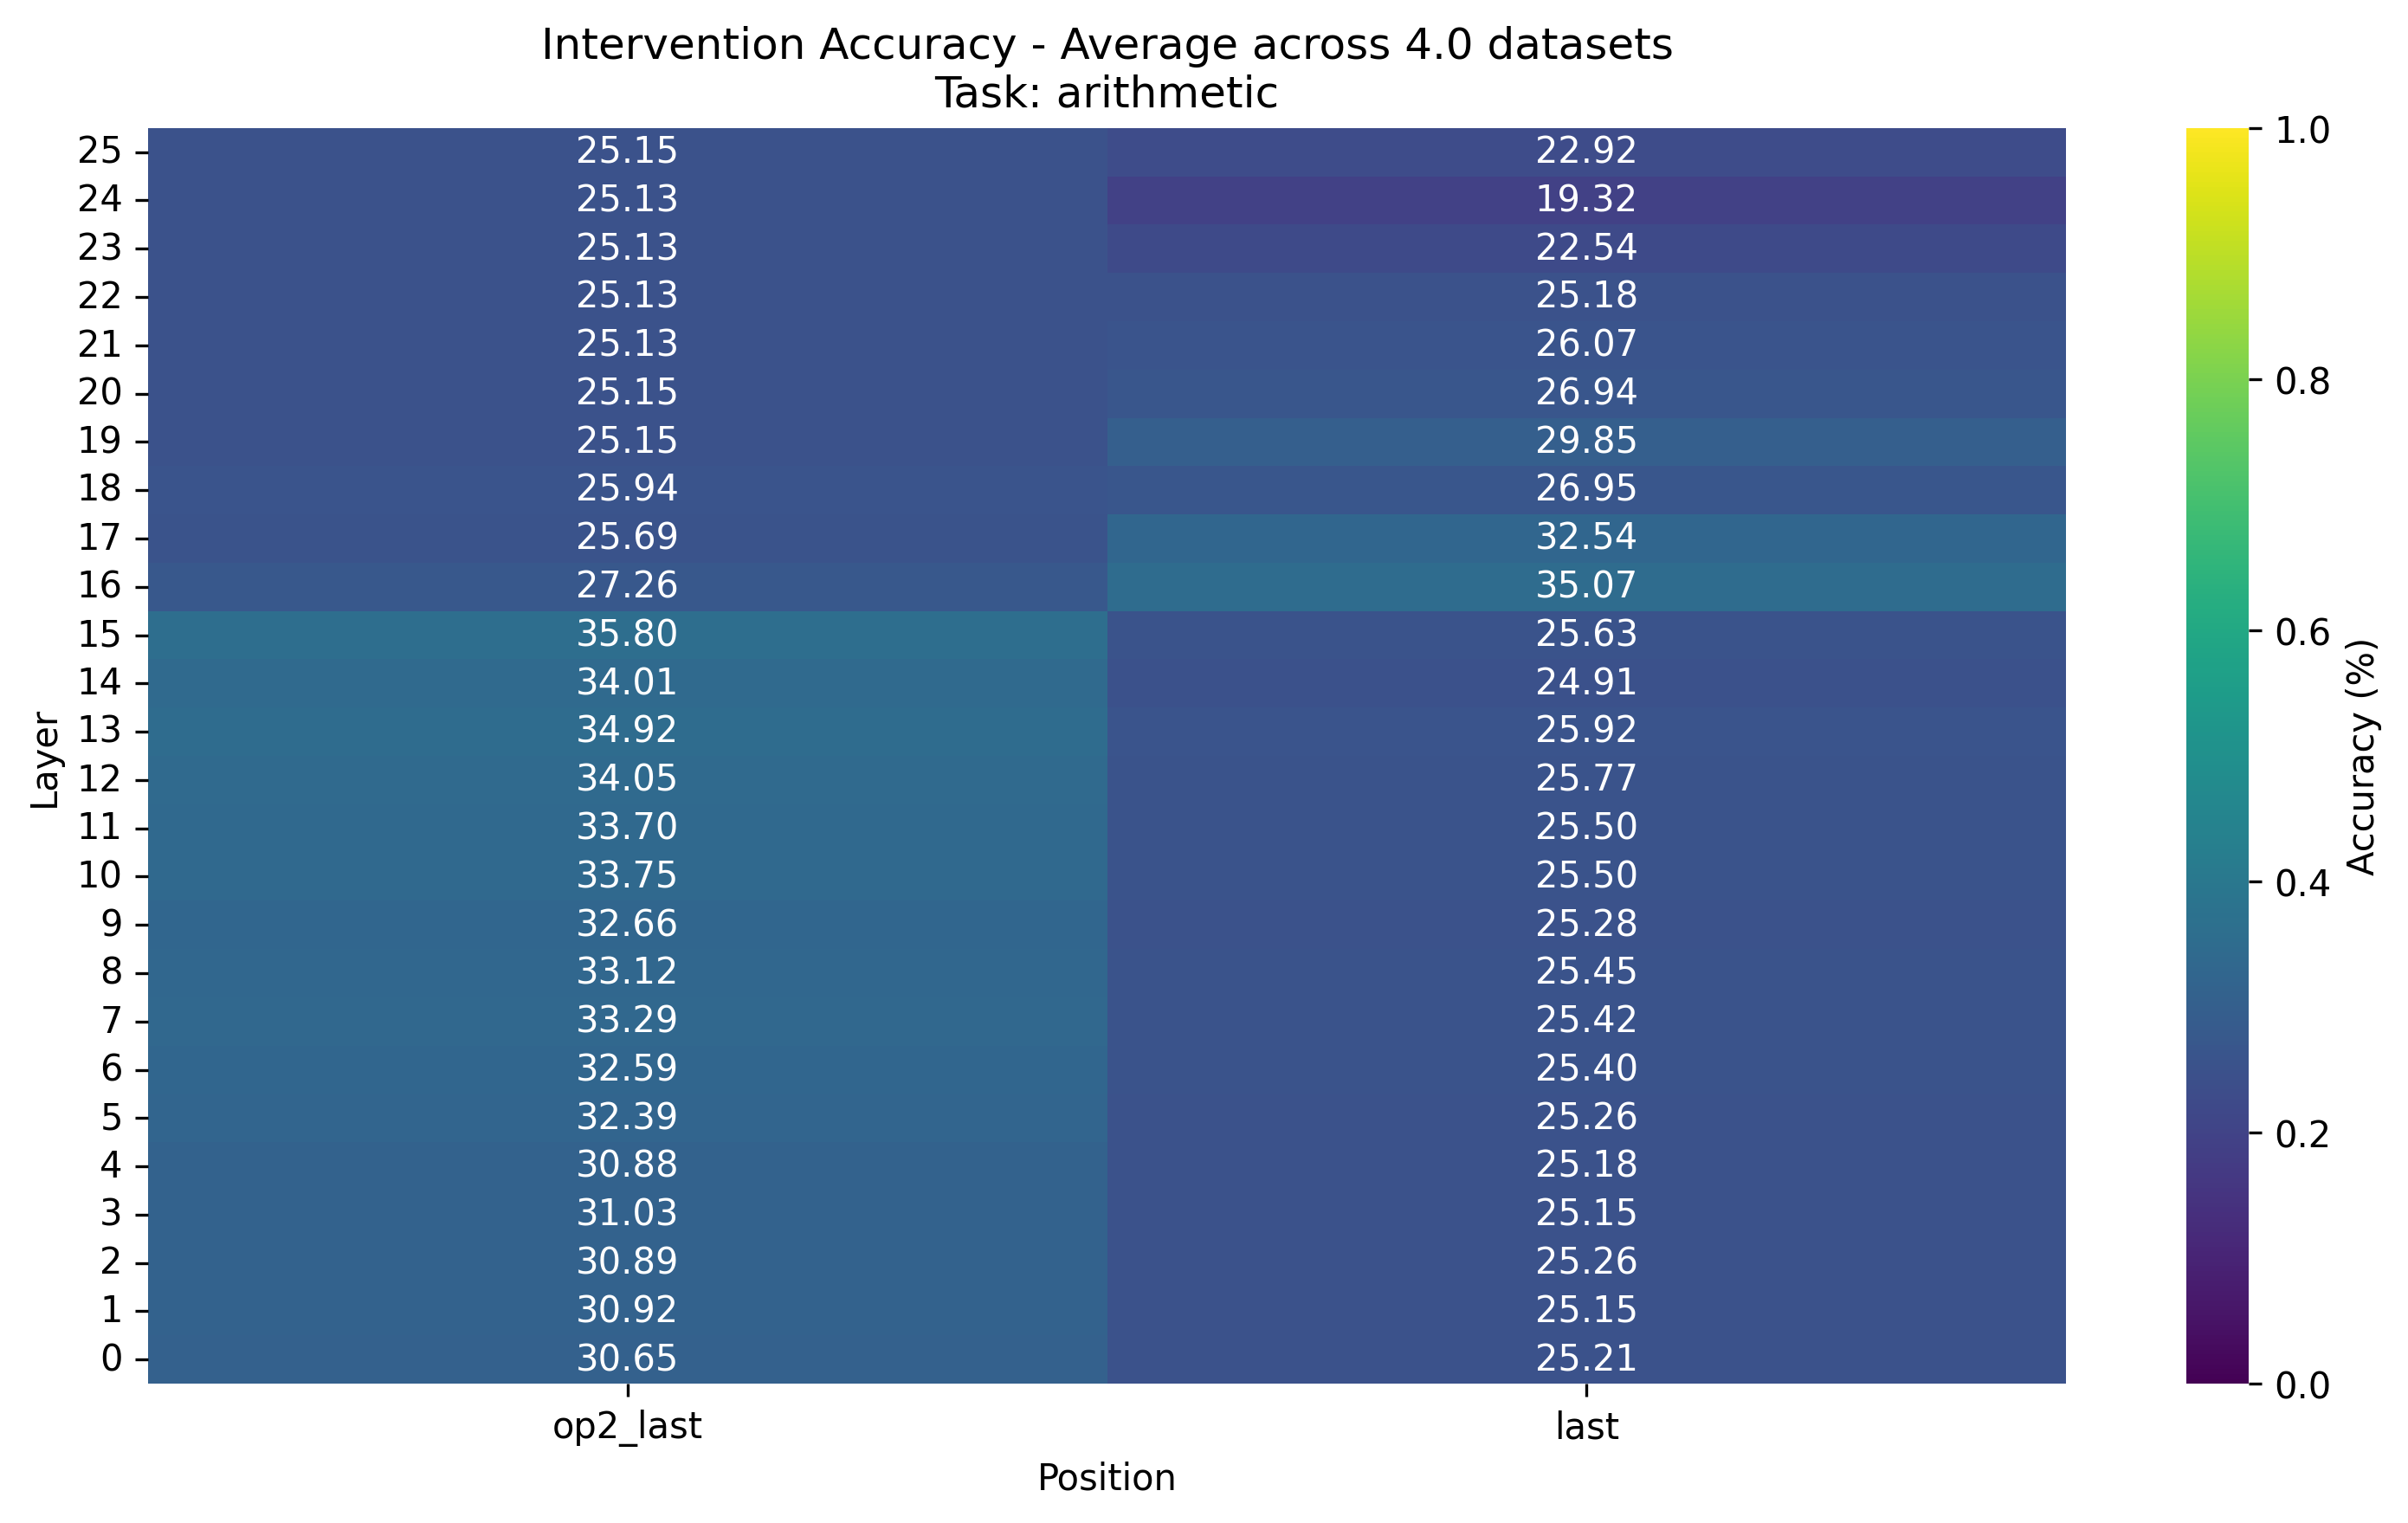 Intervention Accuracy - Average across 4.0 datasets
Task: arithmetic
25 25.15 22.92
24 25.13 19.32
23 25.13 22.54
22 25.13 25.18
21 25.13 26.07
20 25.15 26.94
19 25.15 29.85
18 25.94 26.95
17 25.69 32.54
16 27.26 35.07
15 35.80 25.63
14 34.01 24.91
13 34.92 25.92
12 34.05 25.77
11 33.70 25.50
10 33.75 25.50
9 32.66 25.28
8 33.12 25.45
7 33.29 25.42
6 32.59 25.40
5 32.39 25.26
4 30.88 25.18
3 31.03 25.15
2 30.89 25.26
1 30.92 25.15
0 30.65 25.21
op2_last last
Position
Layer
1.0
0.8
0.6
0.4
0.2
0.0
Accuracy (%)